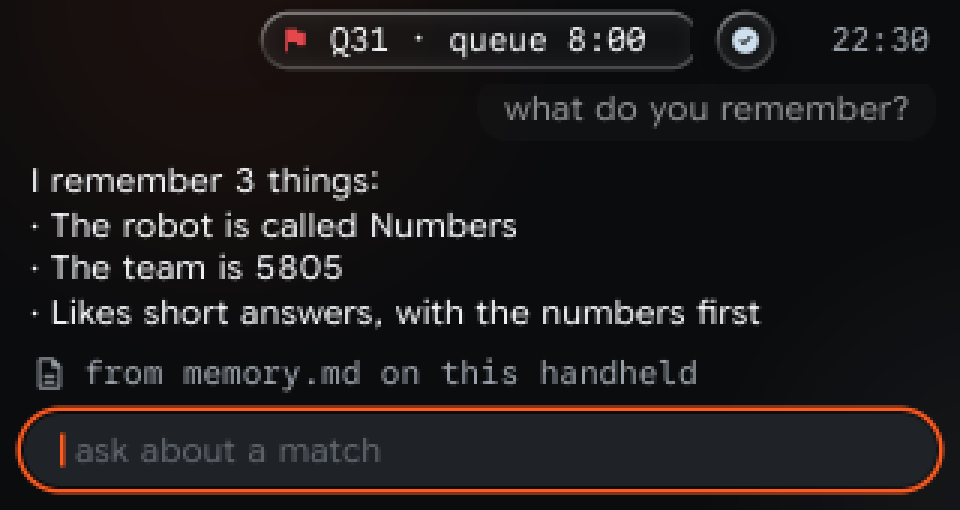 Q31 · queue 8:00
22:30
what do you remember?
I remember 3 things:
· The robot is called Numbers
· The team is 5805
· Likes short answers, with the numbers first
from memory.md on this handheld
ask about a match